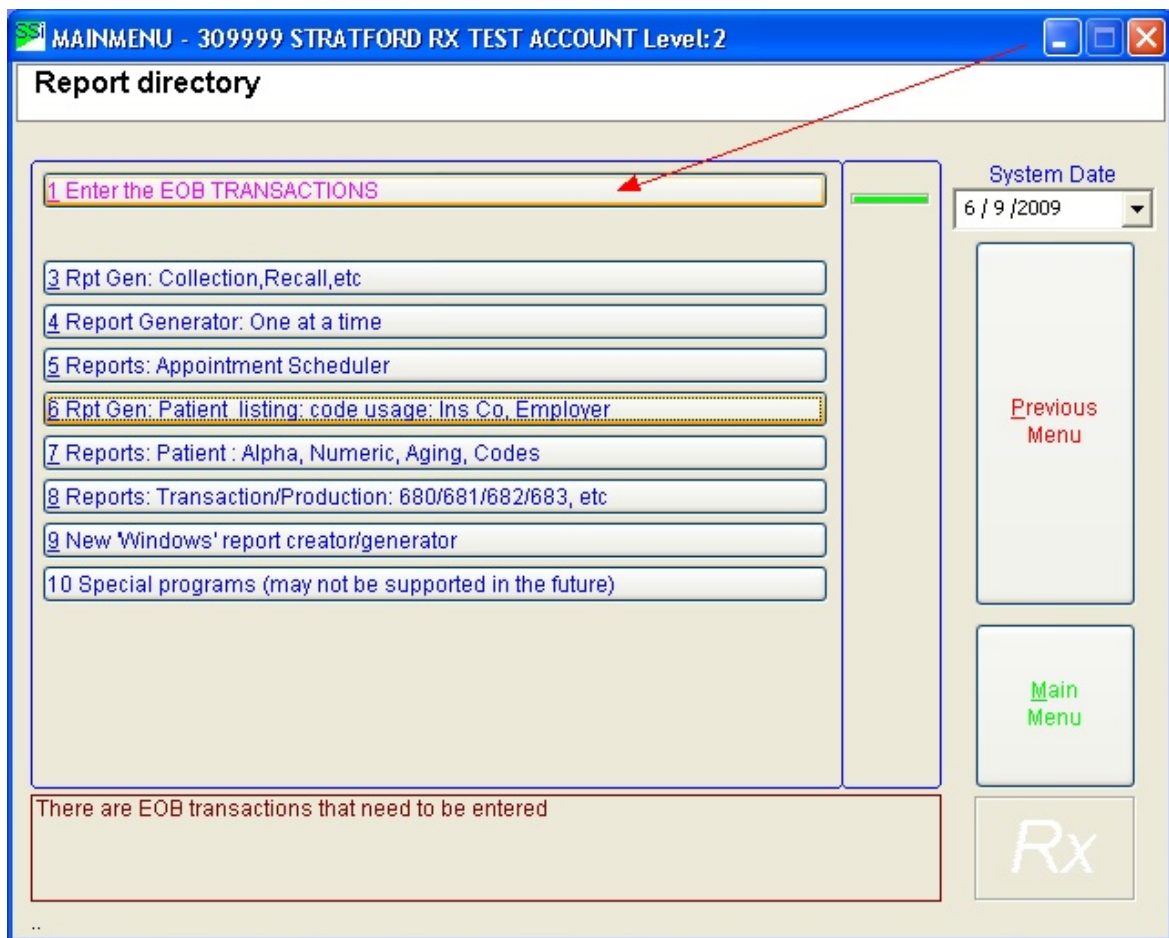 SSi MAINMENU - 309999 STRATFORD RX TEST ACCOUNT Level:2
Report directory
1 Enter the EOB TRANSACTIONS
System Date
6 / 9 /2009
3 Rpt Gen: Collection,Recall,etc
4 Report Generator: One at a time
5 Reports: Appointment Scheduler
6 Rpt Gen: Patient listing: code usage: Ins Co, Employer
7 Reports: Patient : Alpha, Numeric, Aging, Codes
8 Reports: Transaction/Production: 680/681/682/683, etc
9 New 'Windows' report creator/generator
10 Special programs (may not be supported in the future)
Previous
Menu
Main
Menu
There are EOB transactions that need to be entered
Rx
..